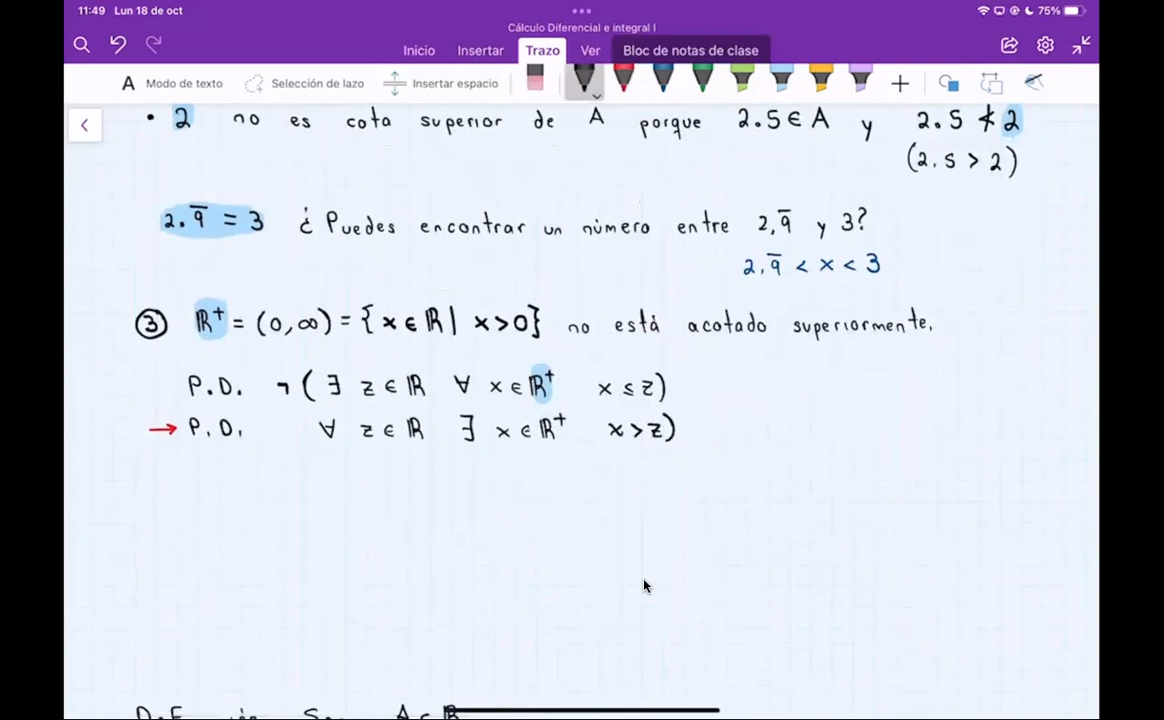 11:49 Lun 18 de oct
75%
Cálculo Diferencial e integral I
Inicio Insertar Trazo Ver Bloc de notas de clase
A Modo de texto Selección de lazo Insertar espacio
• 2 no es cota superior de A porque 2.5 ∈ A y 2.5 ≮ 2
(2.5 > 2)
2.9̅ = 3 ¿Puedes encontrar un número entre 2,9̅ y 3?
2,9̅ < x < 3
③ ℝ⁺ = (0,∞) = {x ∈ ℝ | x>0} no está acotado superiormente.
P.D. ¬(∃ z ∈ ℝ ∀ x ∈ ℝ⁺ x ≤ z)
→ P.D. ∀ z ∈ ℝ ∃ x ∈ ℝ⁺ x > z)